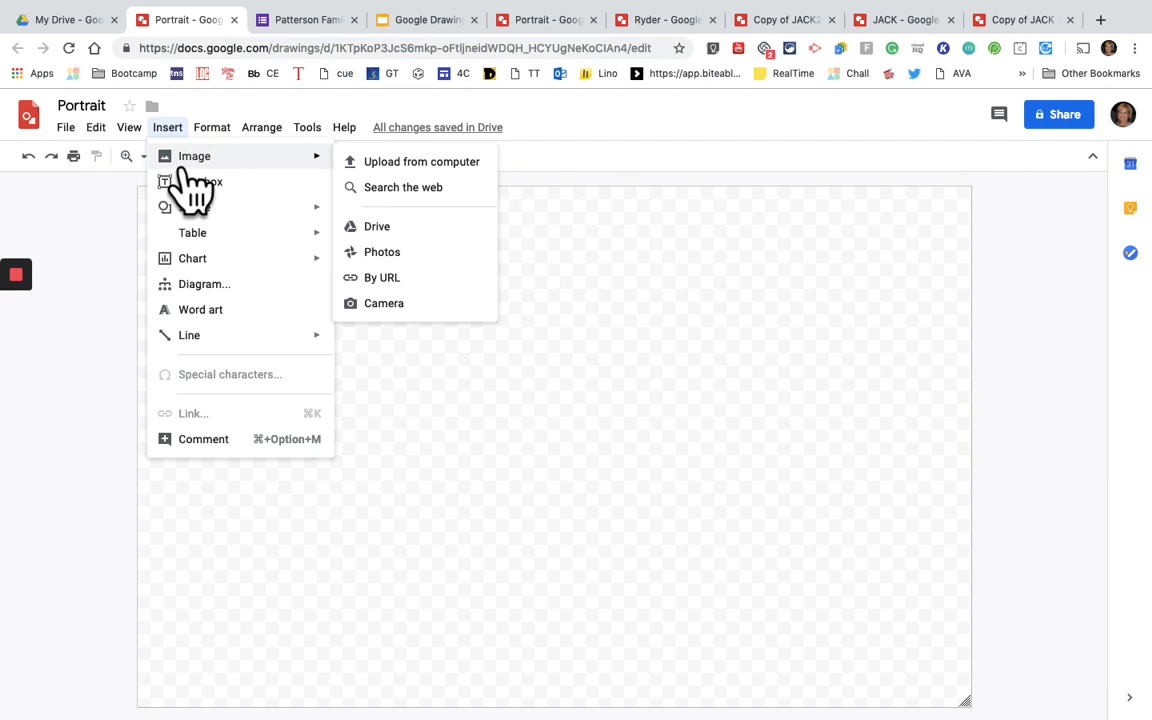 My Drive - Goo
Portrait - Goog
Patterson Fami
Google Drawing
Portrait - Goog
Ryder - Google
Copy of JACK2
JACK - Google
Copy of JACK -
https://docs.google.com/drawings/d/1KTpKoP3JcS6mkp-oFtIjneidWDQH_HCYUgNeKoCIAn4/edit
Apps
Bootcamp
tns
Bb CE
T
cue
GT
4C
TT
Lino
https://app.biteabl...
RealTime
Chall
AVA
»
Other Bookmarks
Portrait
File Edit View Insert Format Arrange Tools Help All changes saved in Drive
Share
Image
Upload from computer
Search the web
Drive
Table
Photos
Chart
By URL
Diagram...
Camera
Word art
Line
Special characters...
Link... ⌘K
Comment ⌘+Option+M